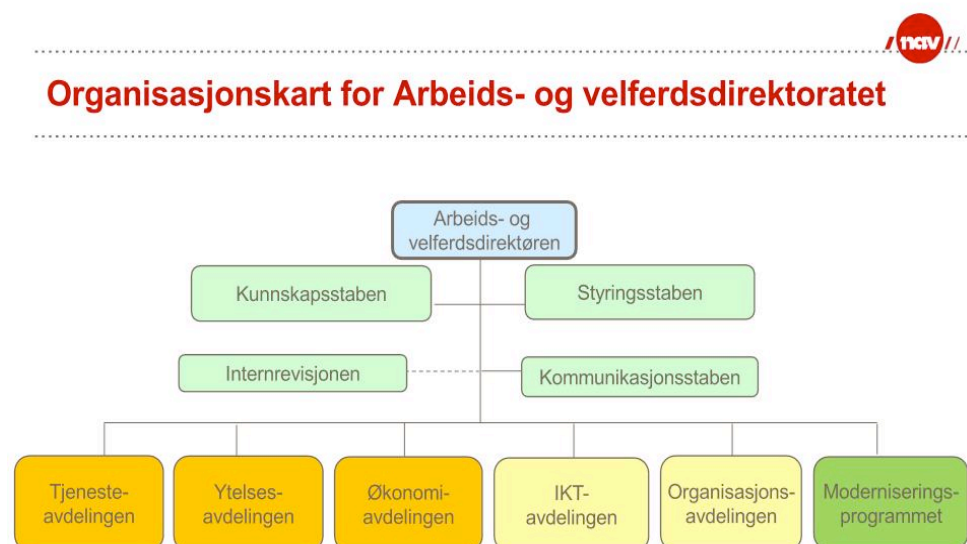 nav
Organisasjonskart for Arbeids- og velferdsdirektoratet
Arbeids- og
velferdsdirektøren
Kunnskapsstaben
Styringsstaben
Internrevisjonen
Kommunikasjonsstaben
Tjeneste-
avdelingen
Ytelses-
avdelingen
Økonomi-
avdelingen
IKT-
avdelingen
Organisasjons-
avdelingen
Moderniserings-
programmet